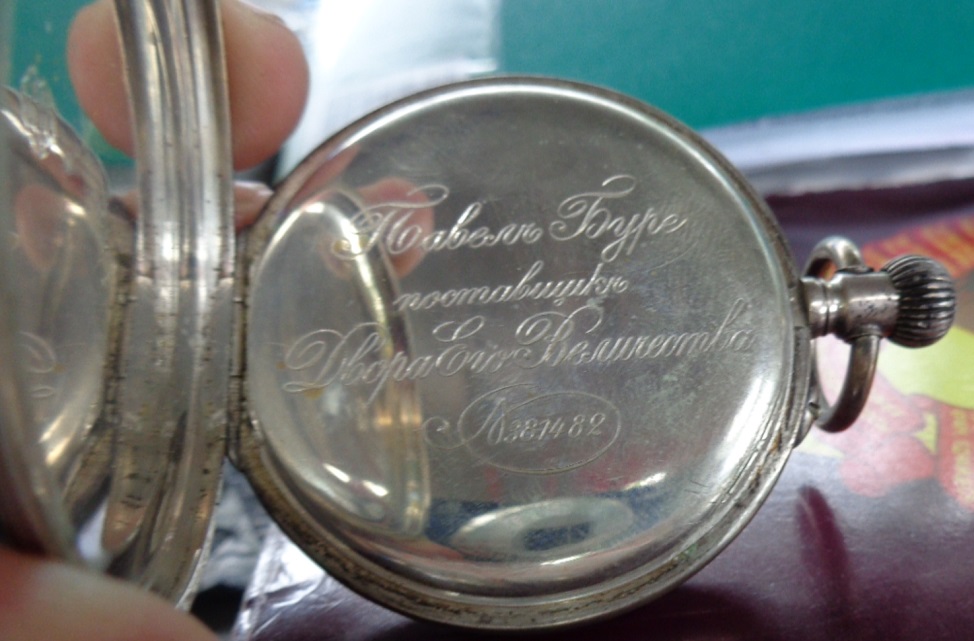 Павелъ Буре
поставщикъ
Двора Его Величества
№381482